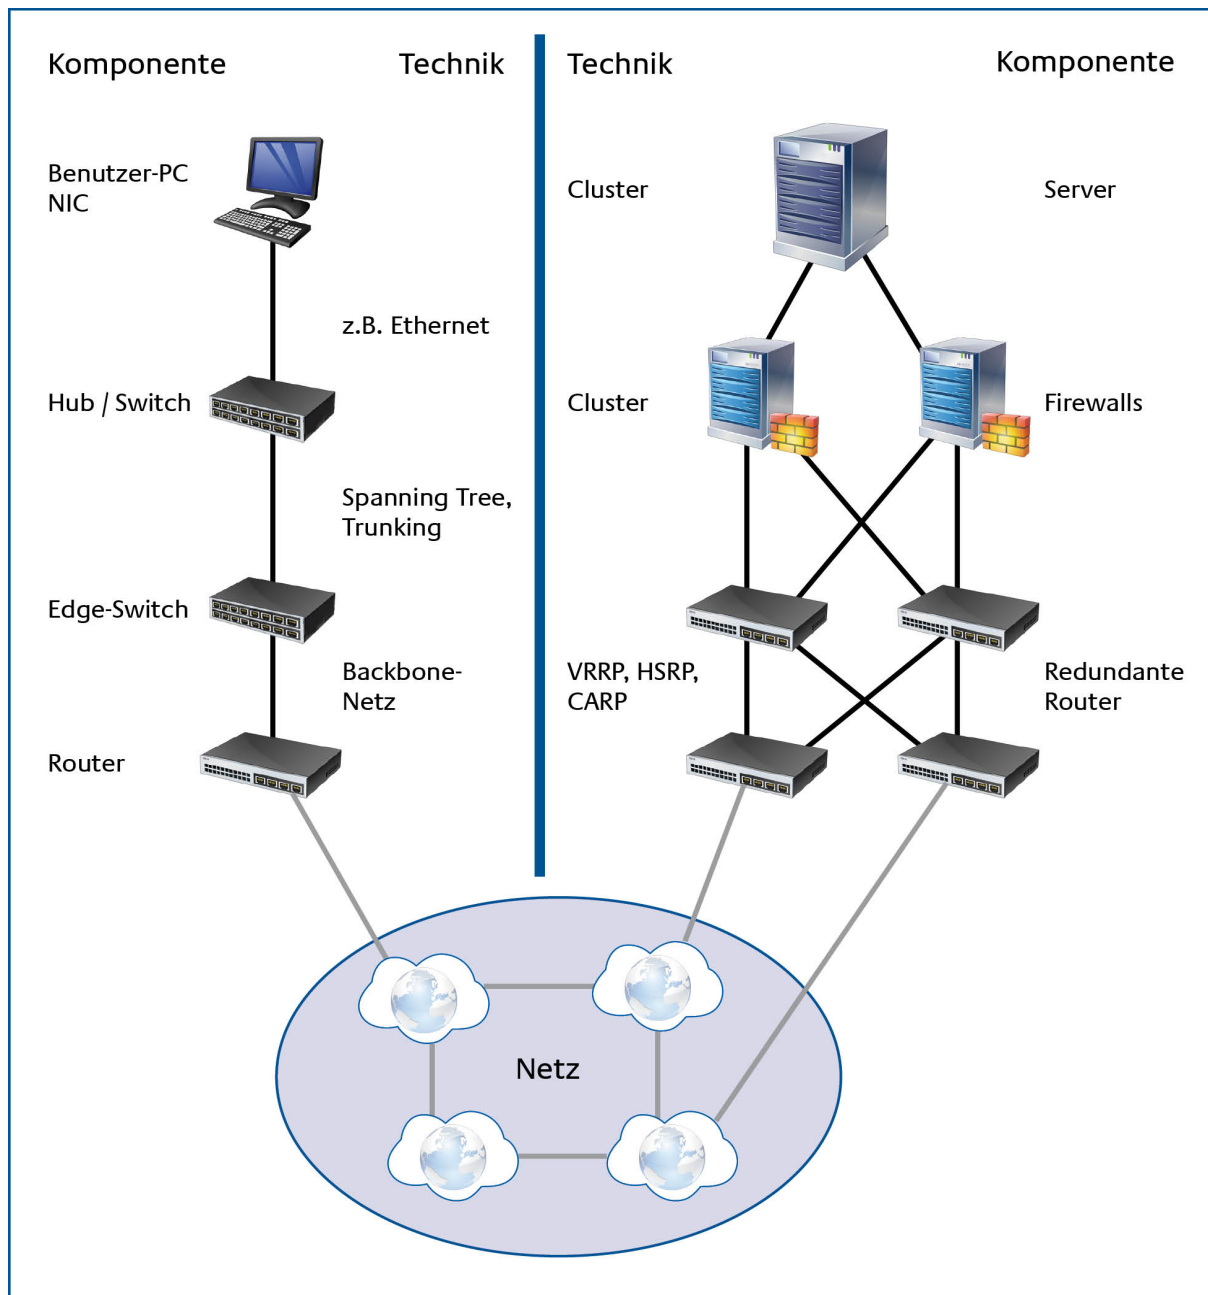 Komponente
Technik
Technik
Komponente
Benutzer-PC
NIC
Cluster
Server
z.B. Ethernet
Hub / Switch
Cluster
Firewalls
Spanning Tree,
Trunking
Edge-Switch
Backbone-
Netz
VRRP, HSRP,
CARP
Redundante
Router
Router
Netz